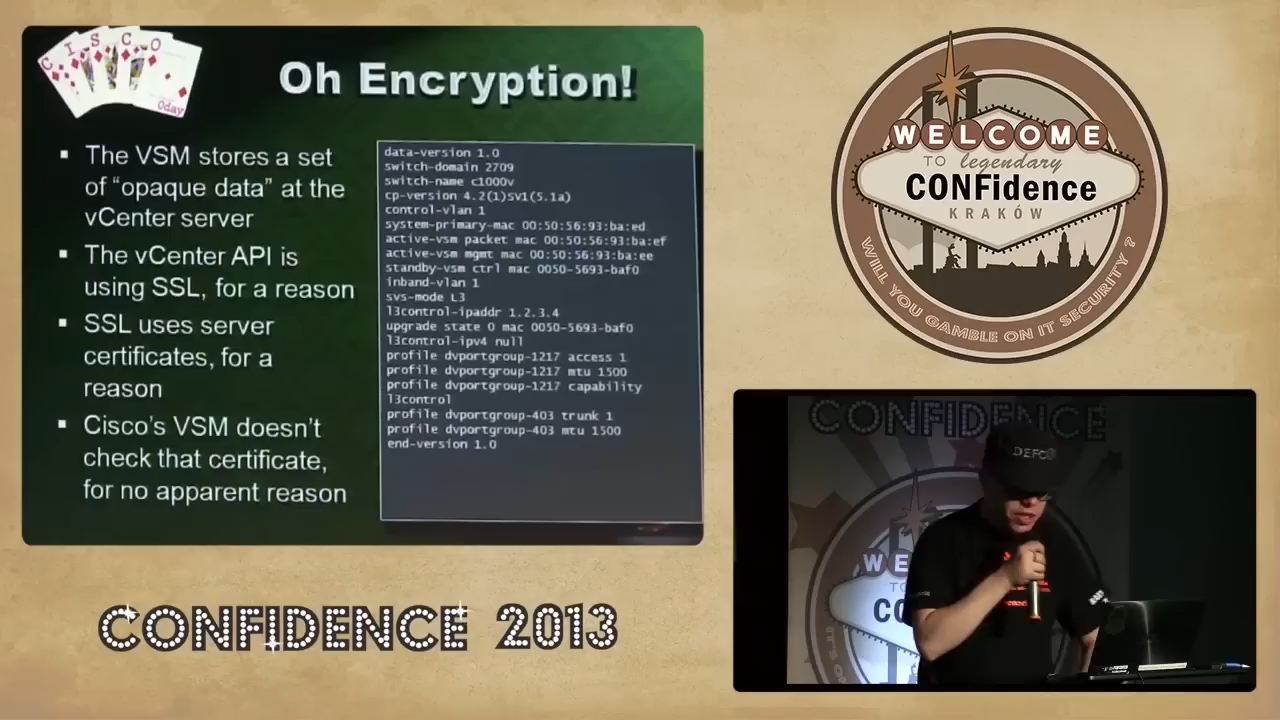 C I S C O
0day
Oh Encryption!
▪ The VSM stores a set
of “opaque data” at the
vCenter server
▪ The vCenter API is
using SSL, for a reason
▪ SSL uses server
certificates, for a
reason
▪ Cisco’s VSM doesn’t
check that certificate,
for no apparent reason
data-version 1.0
switch-domain 2709
switch-name c1000v
cp-version 4.2(1)SV1(5.1a)
control-vlan 1
system-primary-mac 00:50:56:93:ba:ed
active-vsm packet mac 00:50:56:93:ba:ef
active-vsm mgmt mac 00:50:56:93:ba:ee
standby-vsm ctrl mac 0050-5693-baf0
inband-vlan 1
svs-mode L3
l3control-ipaddr 1.2.3.4
upgrade state 0 mac 0050-5693-baf0
l3control-ipv4 null
profile dvportgroup-1217 access 1
profile dvportgroup-1217 mtu 1500
profile dvportgroup-1217 capability
l3control
profile dvportgroup-403 trunk 1
profile dvportgroup-403 mtu 1500
end-version 1.0
WELCOME
TO legendary
CONFidence
KRAKÓW
WILL YOU GAMBLE ON IT SECURITY ?
CONFIDENCE 2013
CONFIDENCE
DEFCO
WE
TO
CO